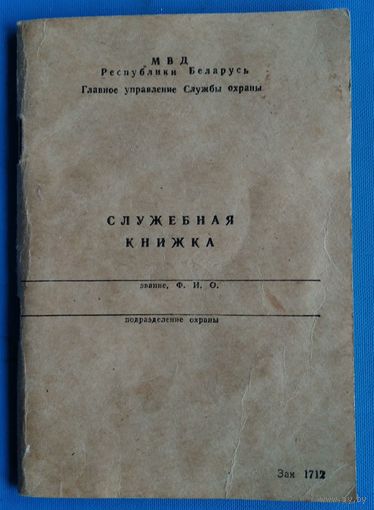 МВД
Республики Беларусь
Главное управление Службы охраны
СЛУЖЕБНАЯ
КНИЖКА
звание, Ф. И. О.
подразделение охраны
Зак 1712